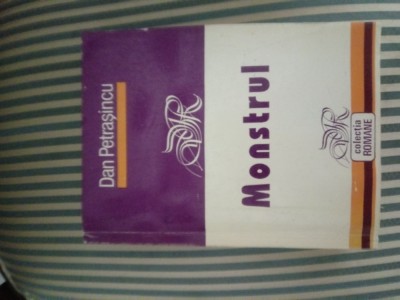 Dan Petrașincu
Monstrul
colecția
ROMANE